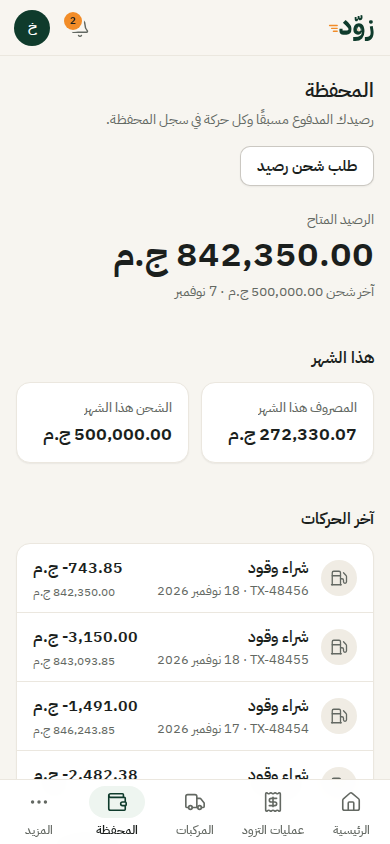 زوّد
2
خ
المحفظة
رصيدك المدفوع مسبقًا وكل حركة في سجل المحفظة.
طلب شحن رصيد
الرصيد المتاح
842,350.00 ج.م
آخر شحن 500,000.00 ج.م · 7 نوفمبر
هذا الشهر
المصروف هذا الشهر
272,330.07 ج.م
الشحن هذا الشهر
500,000.00 ج.م
آخر الحركات
شراء وقود
-743.85 ج.م
TX-48456 · 18 نوفمبر 2026
842,350.00 ج.م
شراء وقود
-3,150.00 ج.م
TX-48455 · 18 نوفمبر 2026
843,093.85 ج.م
شراء وقود
-1,491.00 ج.م
TX-48454 · 17 نوفمبر 2026
846,243.85 ج.م
شراء وقود
-2,482.38 ج.م
الرئيسية
عمليات التزود
المركبات
المحفظة
المزيد